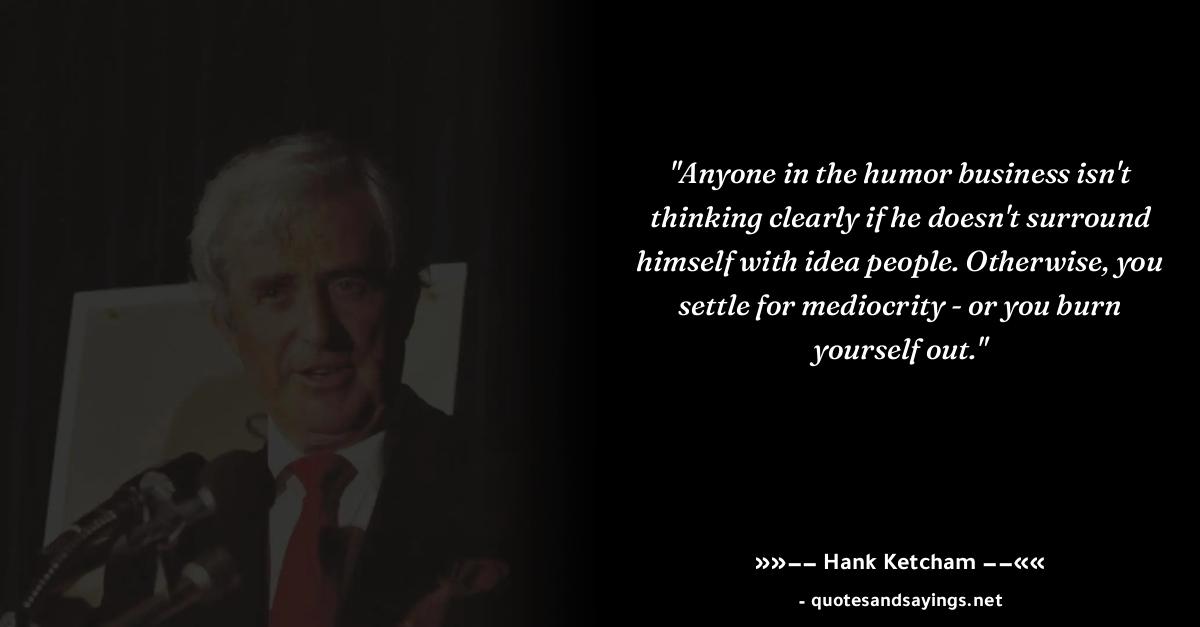 "Anyone in the humor business isn't
thinking clearly if he doesn't surround
himself with idea people. Otherwise, you
settle for mediocrity - or you burn
yourself out."
»»–– Hank Ketcham ––««
- quotesandsayings.net